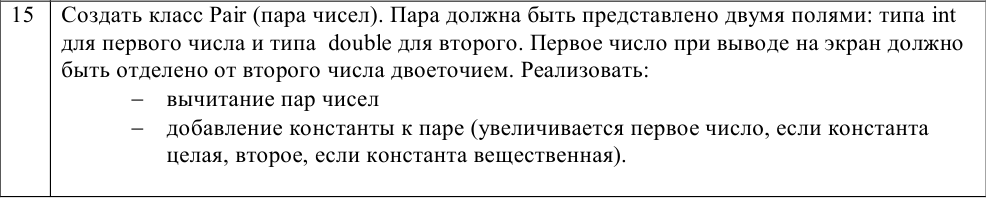 15 Создать класс Pair (пара чисел). Пара должна быть представлено двумя полями: типа int
для первого числа и типа double для второго. Первое число при выводе на экран должно
быть отделено от второго числа двоеточием. Реализовать:
– вычитание пар чисел
– добавление константы к паре (увеличивается первое число, если константа
целая, второе, если константа вещественная).